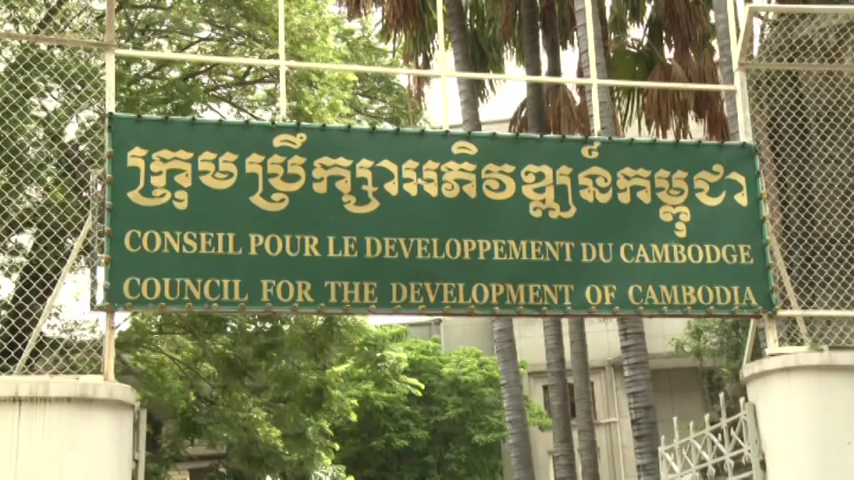 ក្រុមប្រឹក្សាអភិវឌ្ឍន៍កម្ពុជា
CONSEIL POUR LE DEVELOPPEMENT DU CAMBODGE
COUNCIL FOR THE DEVELOPMENT OF CAMBODIA